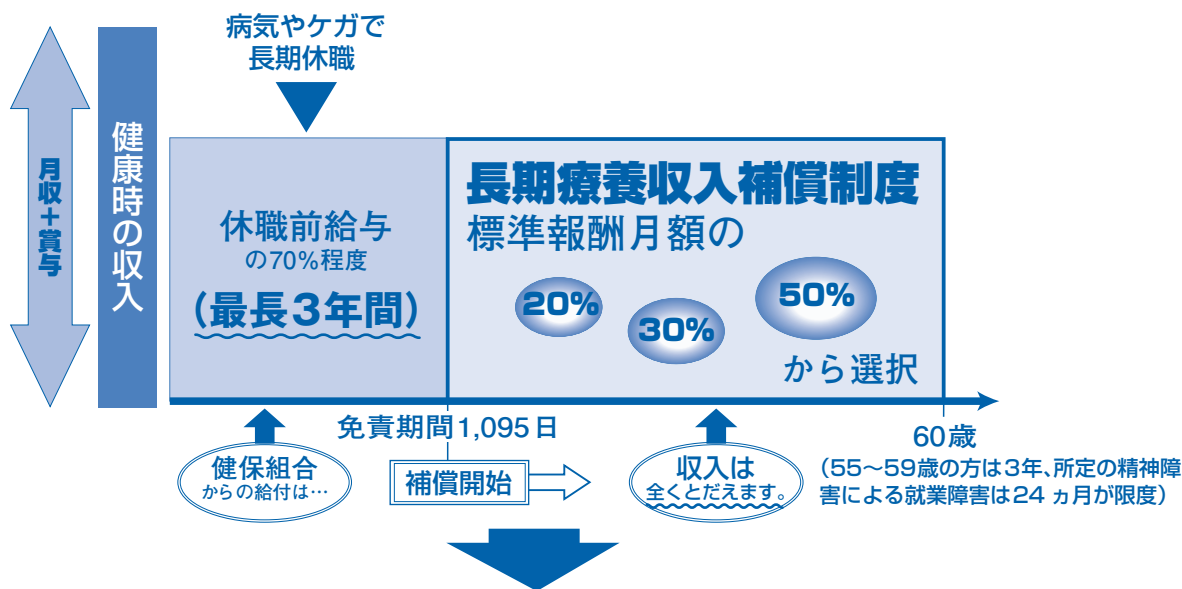 病気やケガで
長期休職
月収＋賞与
健康時の収入
休職前給与
の70％程度
（最長3年間）
長期療養収入補償制度
標準報酬月額の
20%
30%
50%
から選択
免責期間1,095日
60歳
（55〜59歳の方は3年、所定の精神障
害による就業障害は24 ヵ月が限度）
健保組合
からの給付は…
補償開始
収入は
全くとだえます。